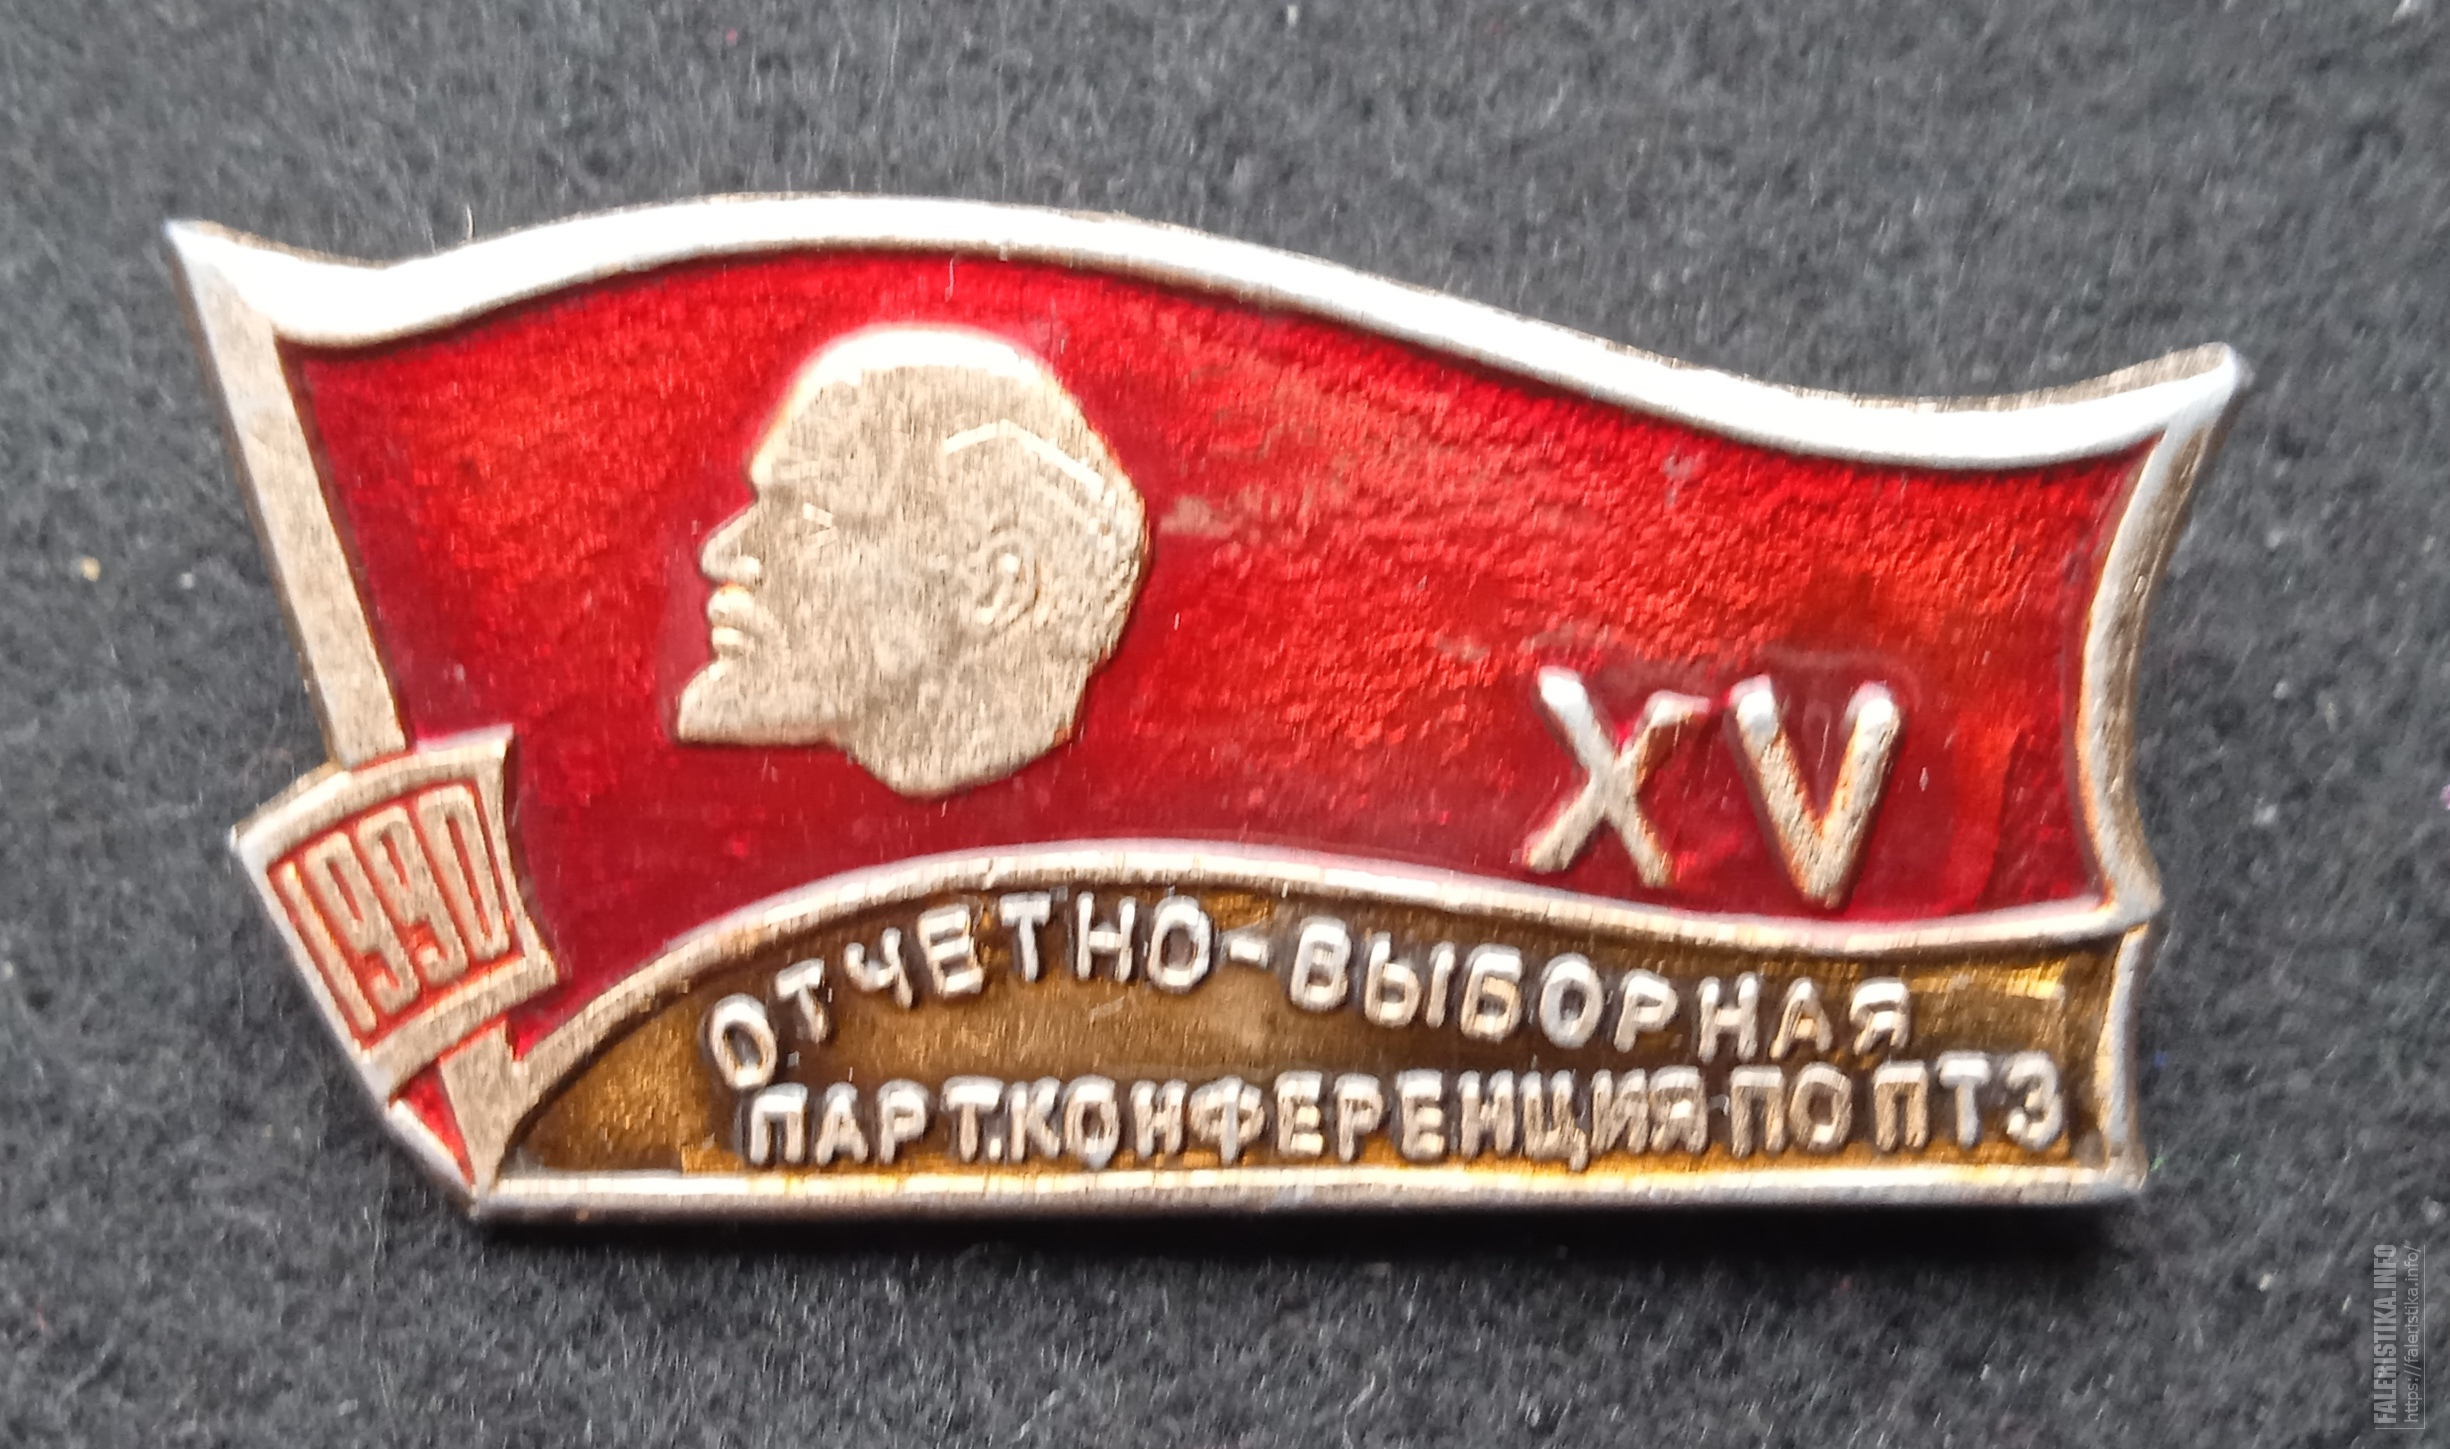 XV
1990
ОТЧЕТНО-ВЫБОРНАЯ
ПАРТ.КОНФЕРЕНЦИЯ ПО ПТЗ
FALERISTIKA.INFO
https://faleristika.info/